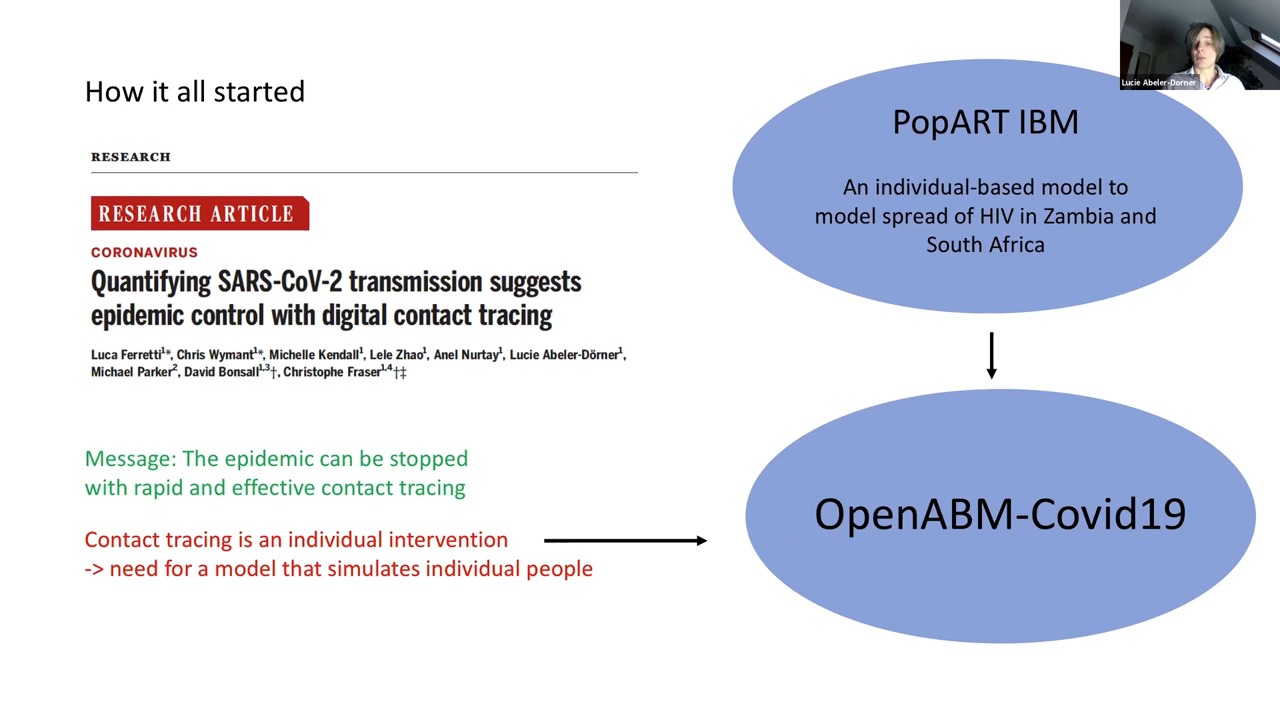 How it all started
RESEARCH
RESEARCH ARTICLE
CORONAVIRUS
Quantifying SARS-CoV-2 transmission suggests
epidemic control with digital contact tracing
Luca Ferretti¹*, Chris Wymant¹*, Michelle Kendall¹, Lele Zhao¹, Anel Nurtay¹, Lucie Abeler-Dörner¹,
Michael Parker², David Bonsall¹,³†, Christophe Fraser¹,⁴†‡
Message: The epidemic can be stopped
with rapid and effective contact tracing
Contact tracing is an individual intervention
-> need for a model that simulates individual people
PopART IBM
An individual-based model to
model spread of HIV in Zambia and
South Africa
OpenABM-Covid19
Lucie Abeler-Dorner